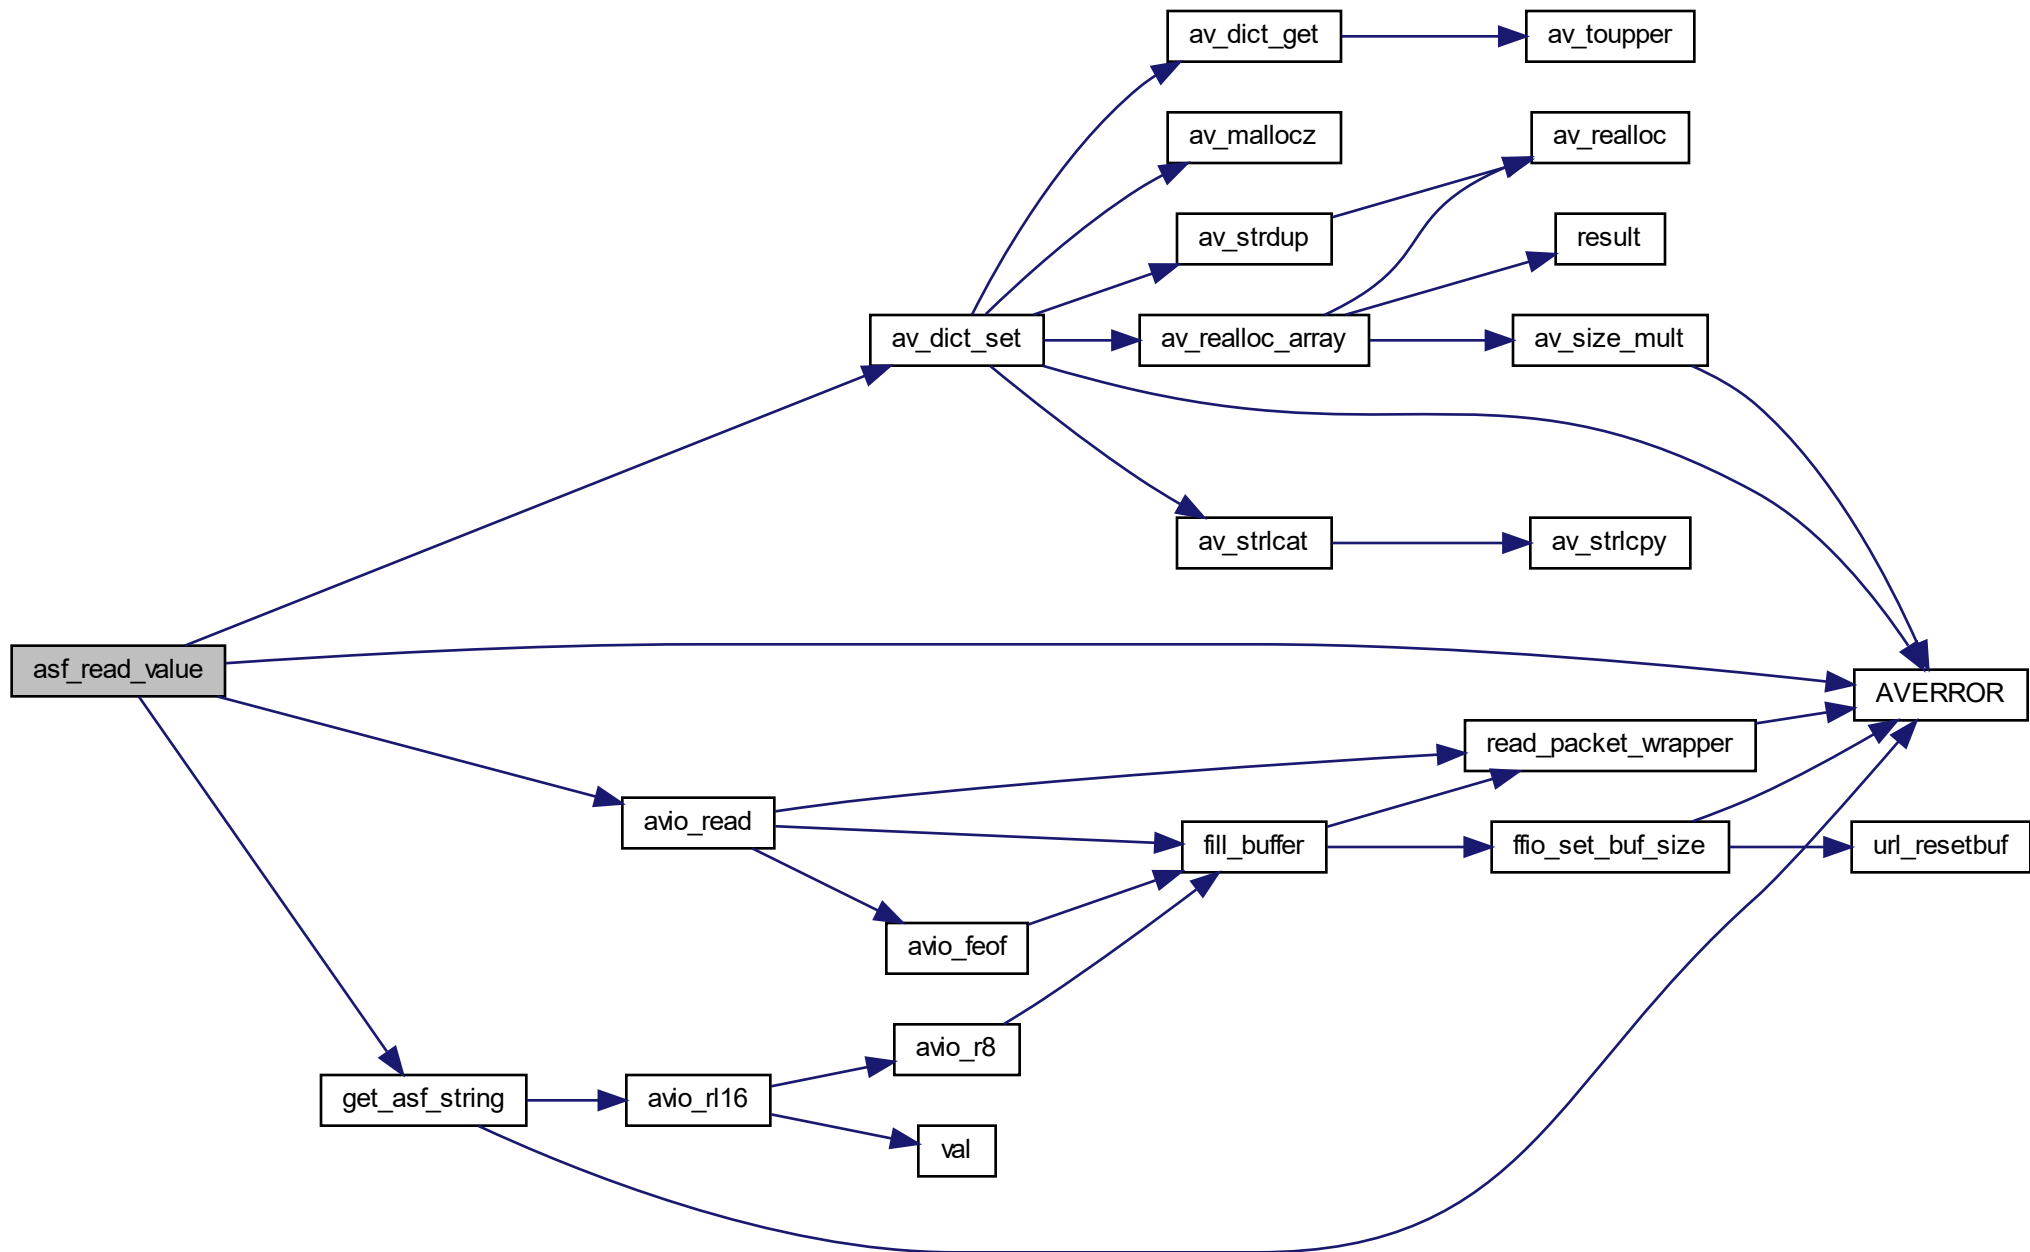 av_dict_get
av_toupper
av_mallocz
av_realloc
av_strdup
result
av_dict_set
av_realloc_array
av_size_mult
av_strlcat
av_strlcpy
asf_read_value
AVERROR
read_packet_wrapper
avio_read
fill_buffer
ffio_set_buf_size
url_resetbuf
avio_feof
avio_r8
get_asf_string
avio_rl16
val